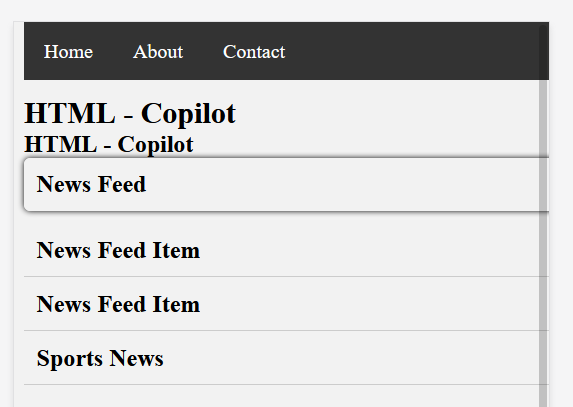 Home About Contact
HTML - Copilot
HTML - Copilot
News Feed
News Feed Item
News Feed Item
Sports News